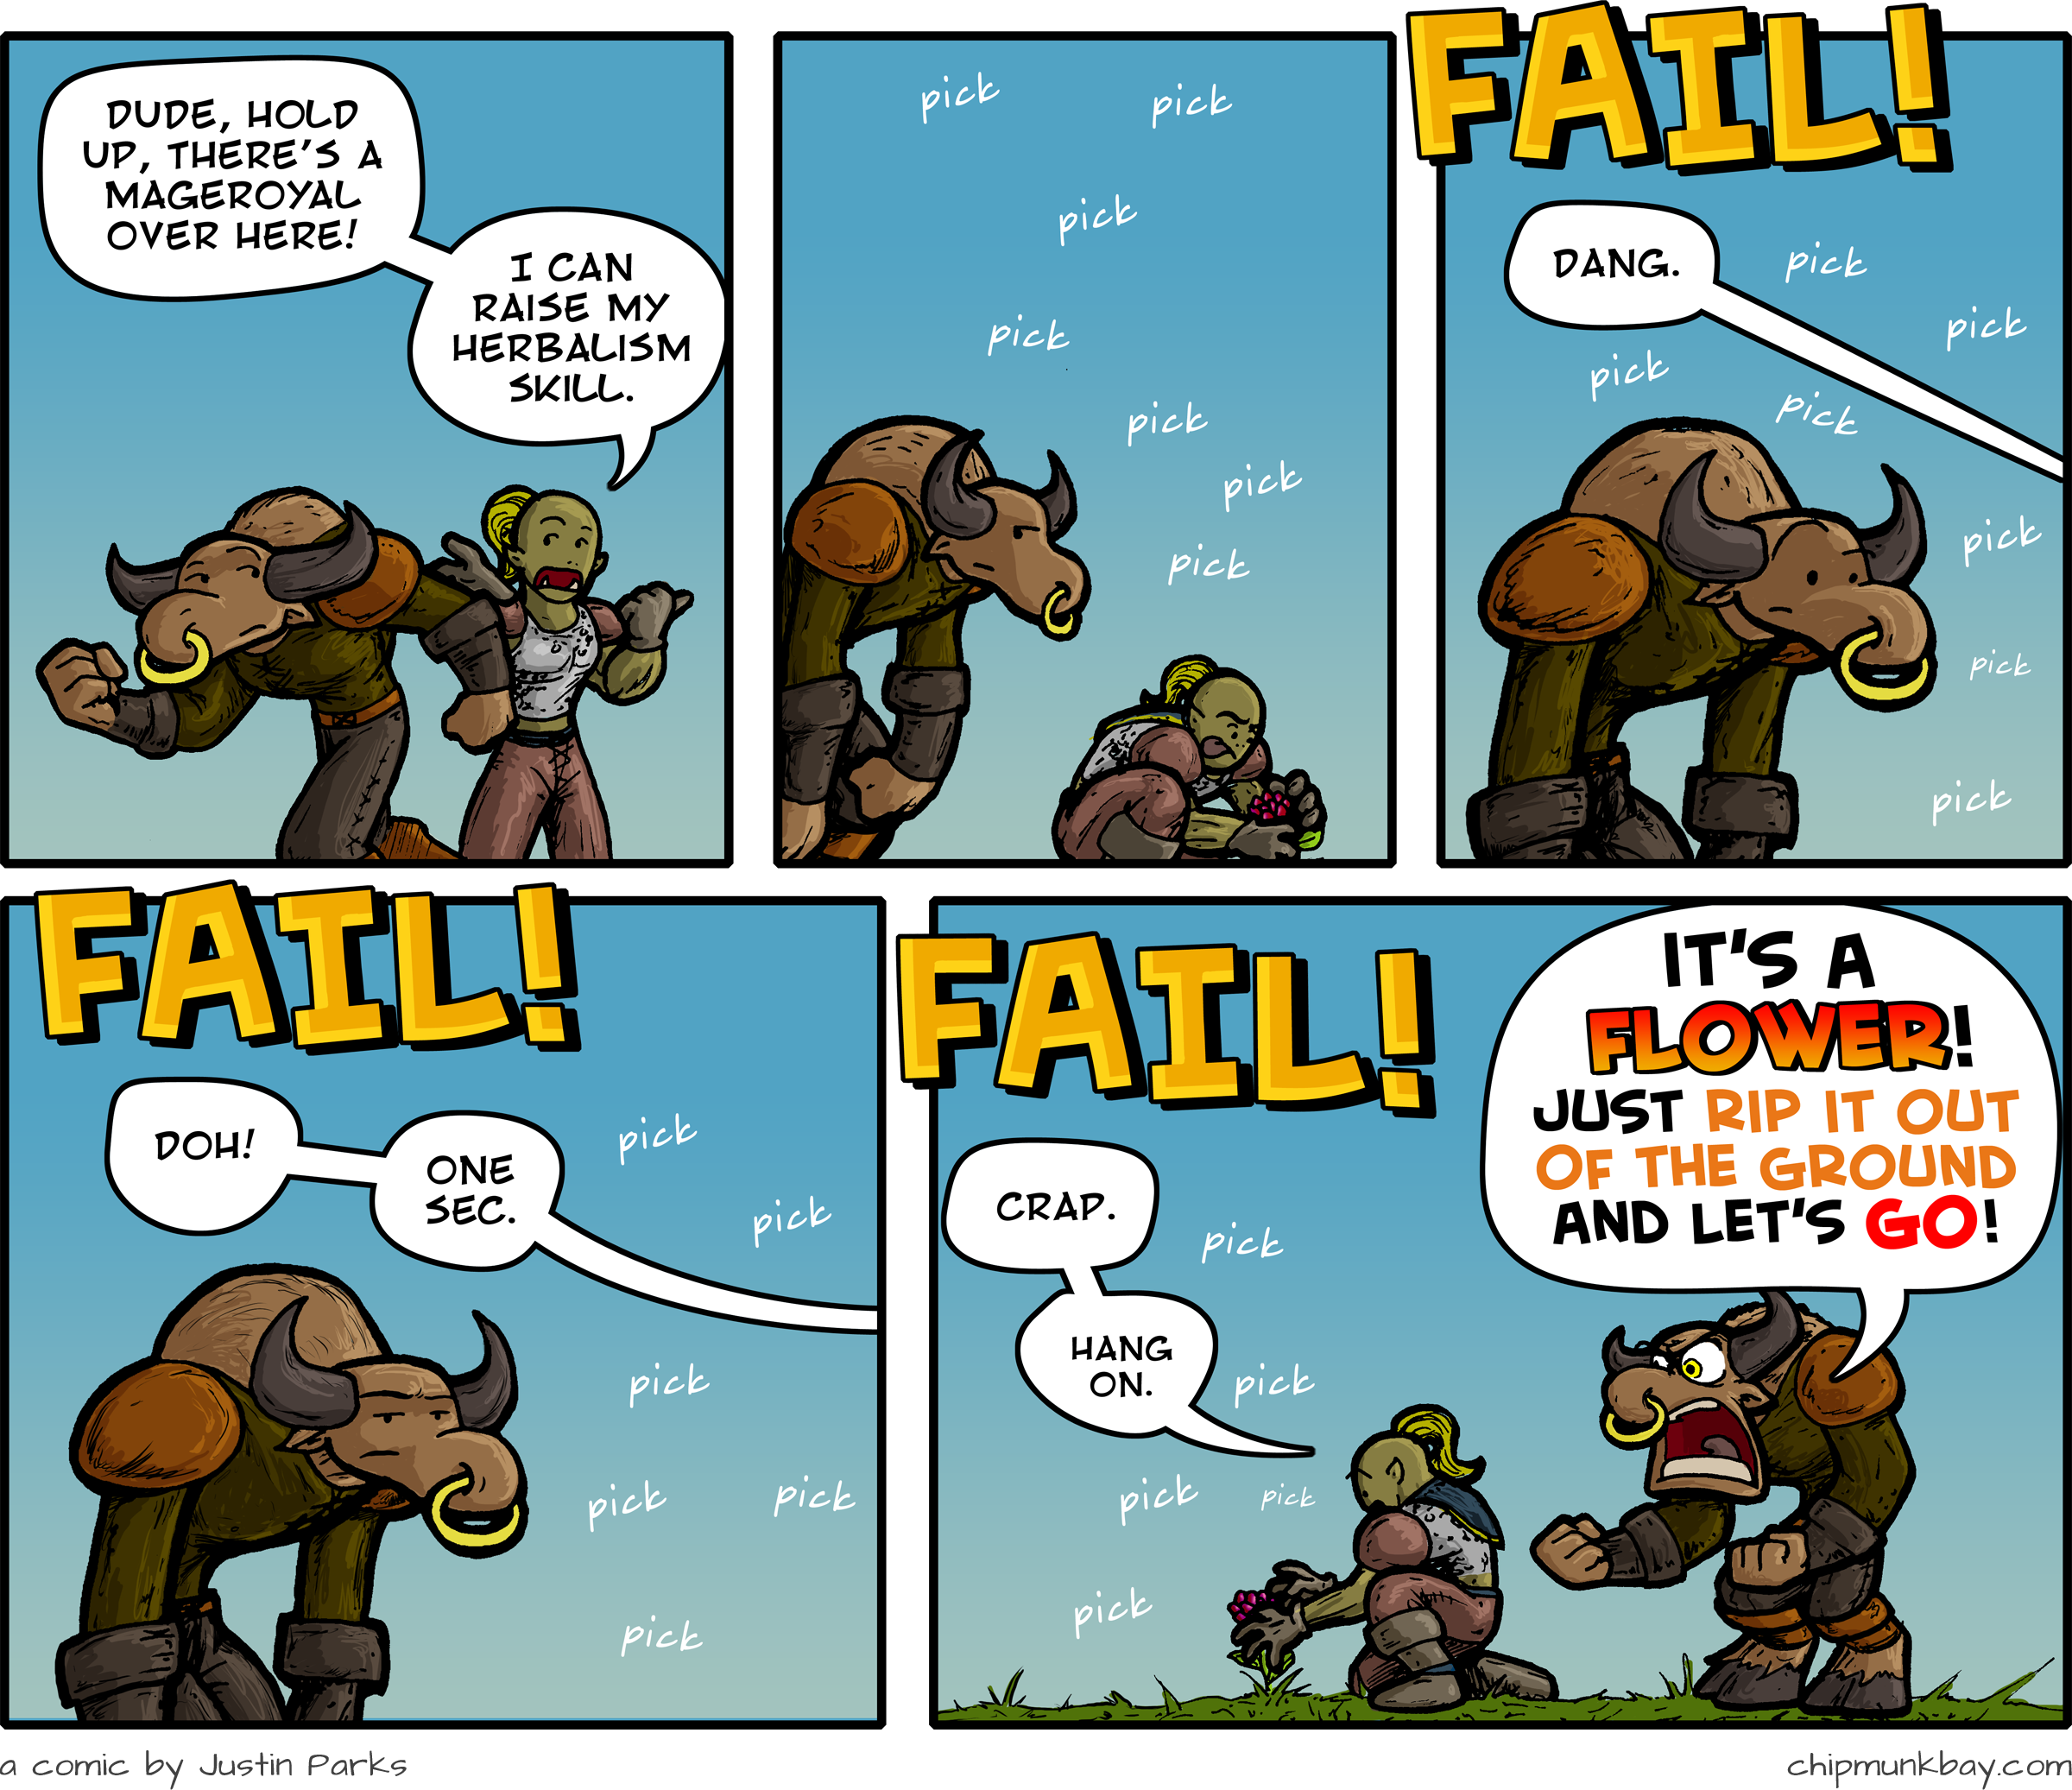 DUDE, HOLD
UP, THERE'S A
MAGEROYAL
OVER HERE!
I CAN
RAISE MY
HERBALISM
SKILL.
pick
pick
pick
pick
pick
pick
pick
FAIL!
DANG.
pick
pick
pick
pick
pick
pick
pick
FAIL!
DOH!
ONE
SEC.
pick
pick
pick
pick
pick
pick
FAIL!
CRAP.
HANG
ON.
pick
pick
pick
pick
pick
IT'S A
FLOWER!
JUST RIP IT OUT
OF THE GROUND
AND LET'S GO!
a comic by Justin Parks
chipmunkbay.com